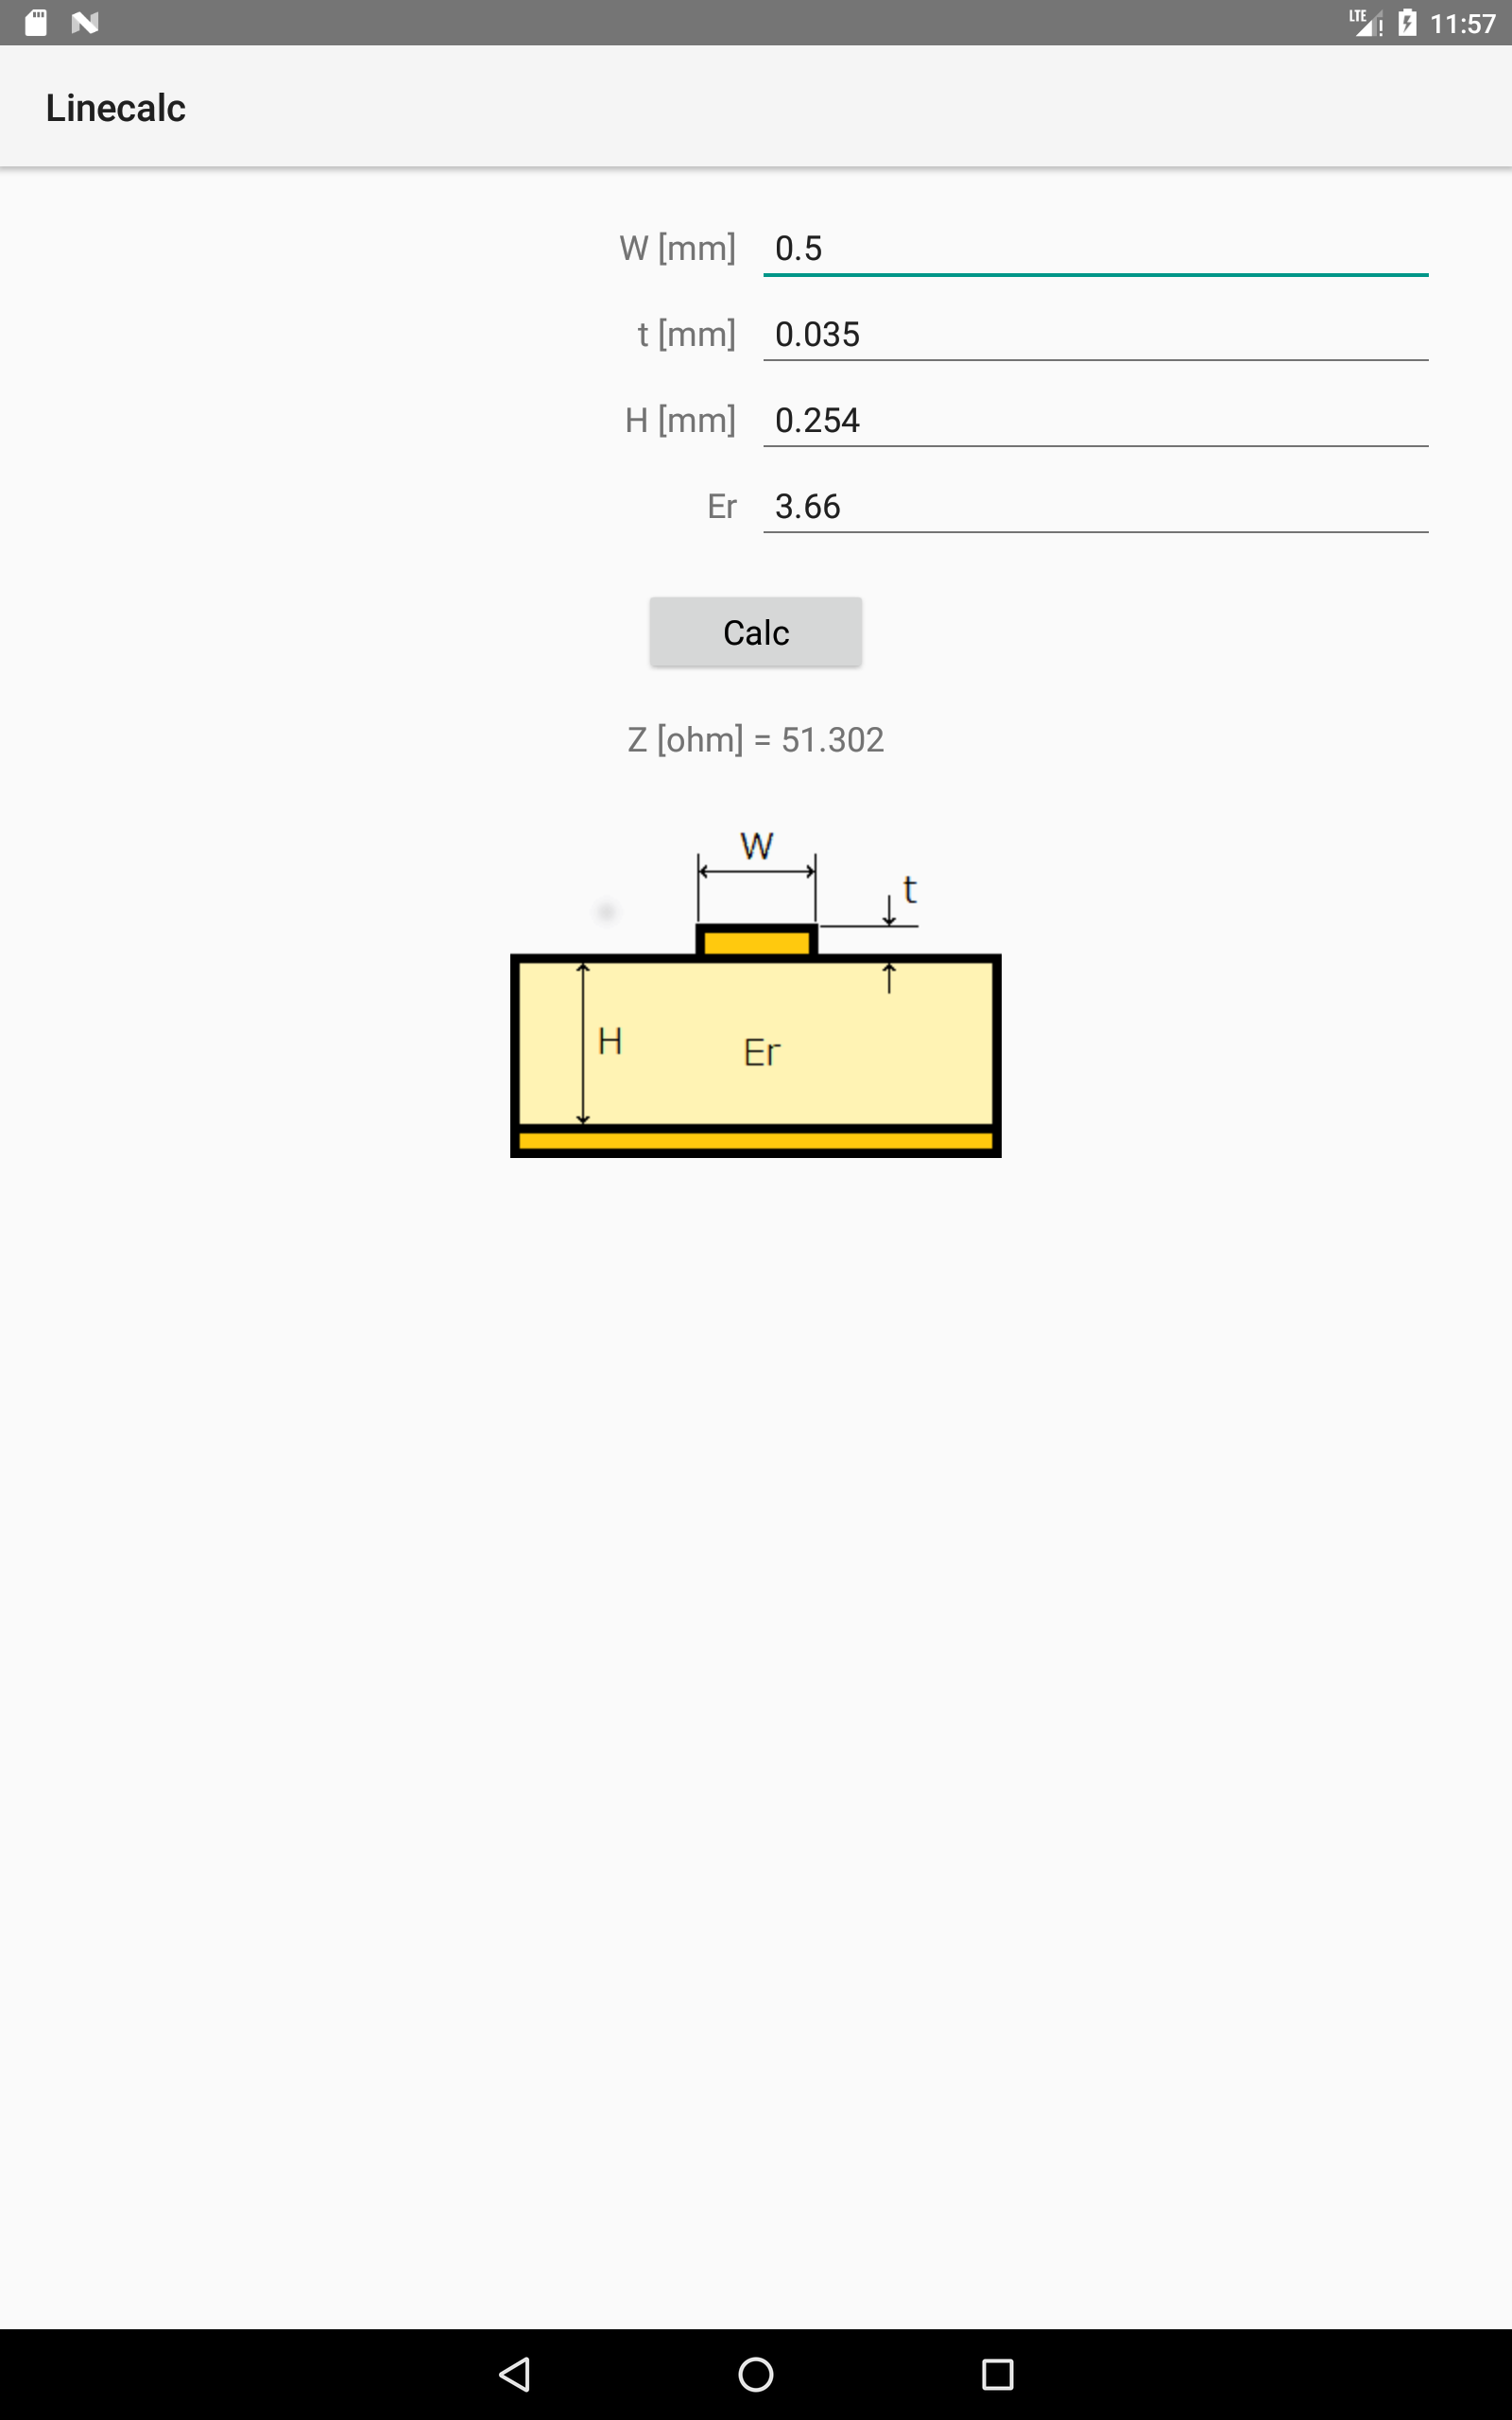 LTE 11:57
Linecalc
W [mm] 0.5
t [mm] 0.035
H [mm] 0.254
Er 3.66
Calc
Z [ohm] = 51.302
W
t
H
Er